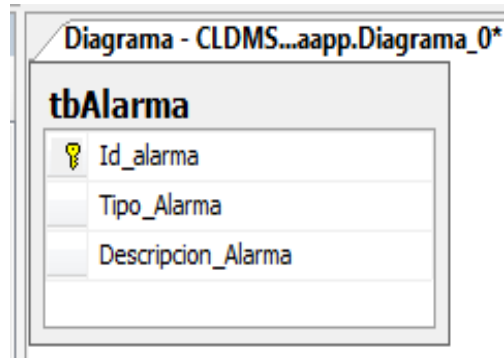 Diagrama - CLDMS...aapp.Diagrama_0*
tbAlarma
Id_alarma
Tipo_Alarma
Descripcion_Alarma